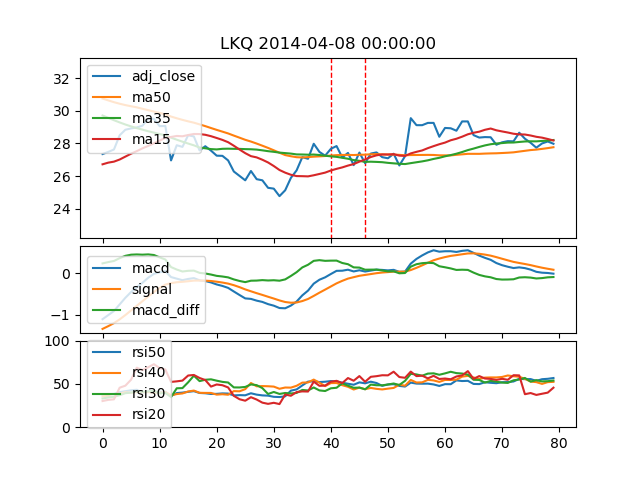 LKQ 2014-04-08 00:00:00
32
30
28
26
24
adj_close
ma50
ma35
ma15
0
−1
macd
signal
macd_diff
100
50
0
rsi50
rsi40
rsi30
rsi20
0 10 20 30 40 50 60 70 80